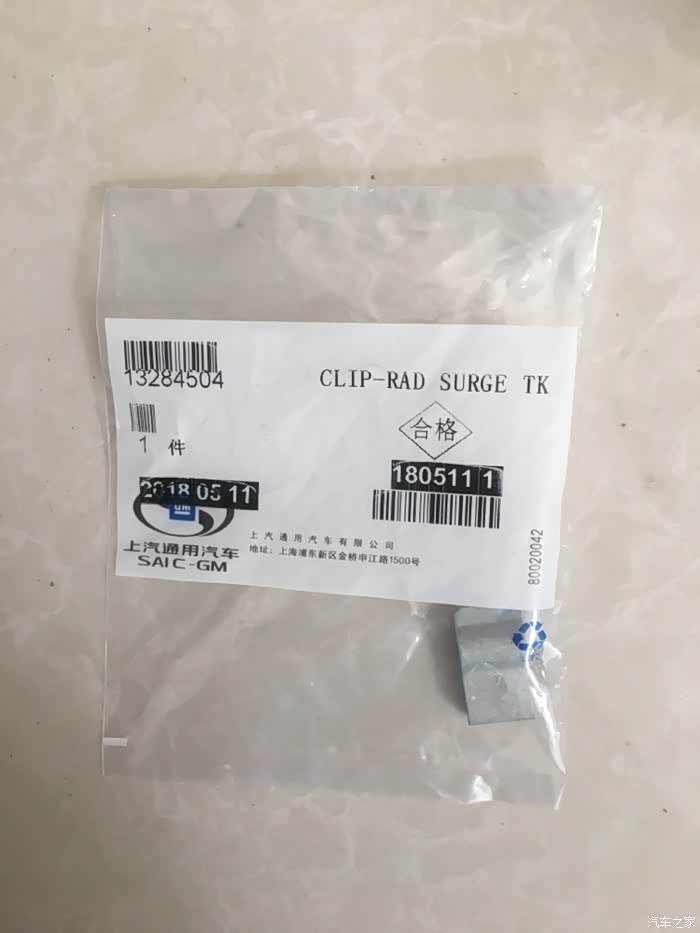 13284504
CLIP-RAD SURGE TK
合格
1 件
180511 1
2018 05 11
GM
上汽通用汽车
SAIC-GM
上汽通用汽车有限公司
地址：上海浦东新区金桥申江路1500号
80020042
汽车之家